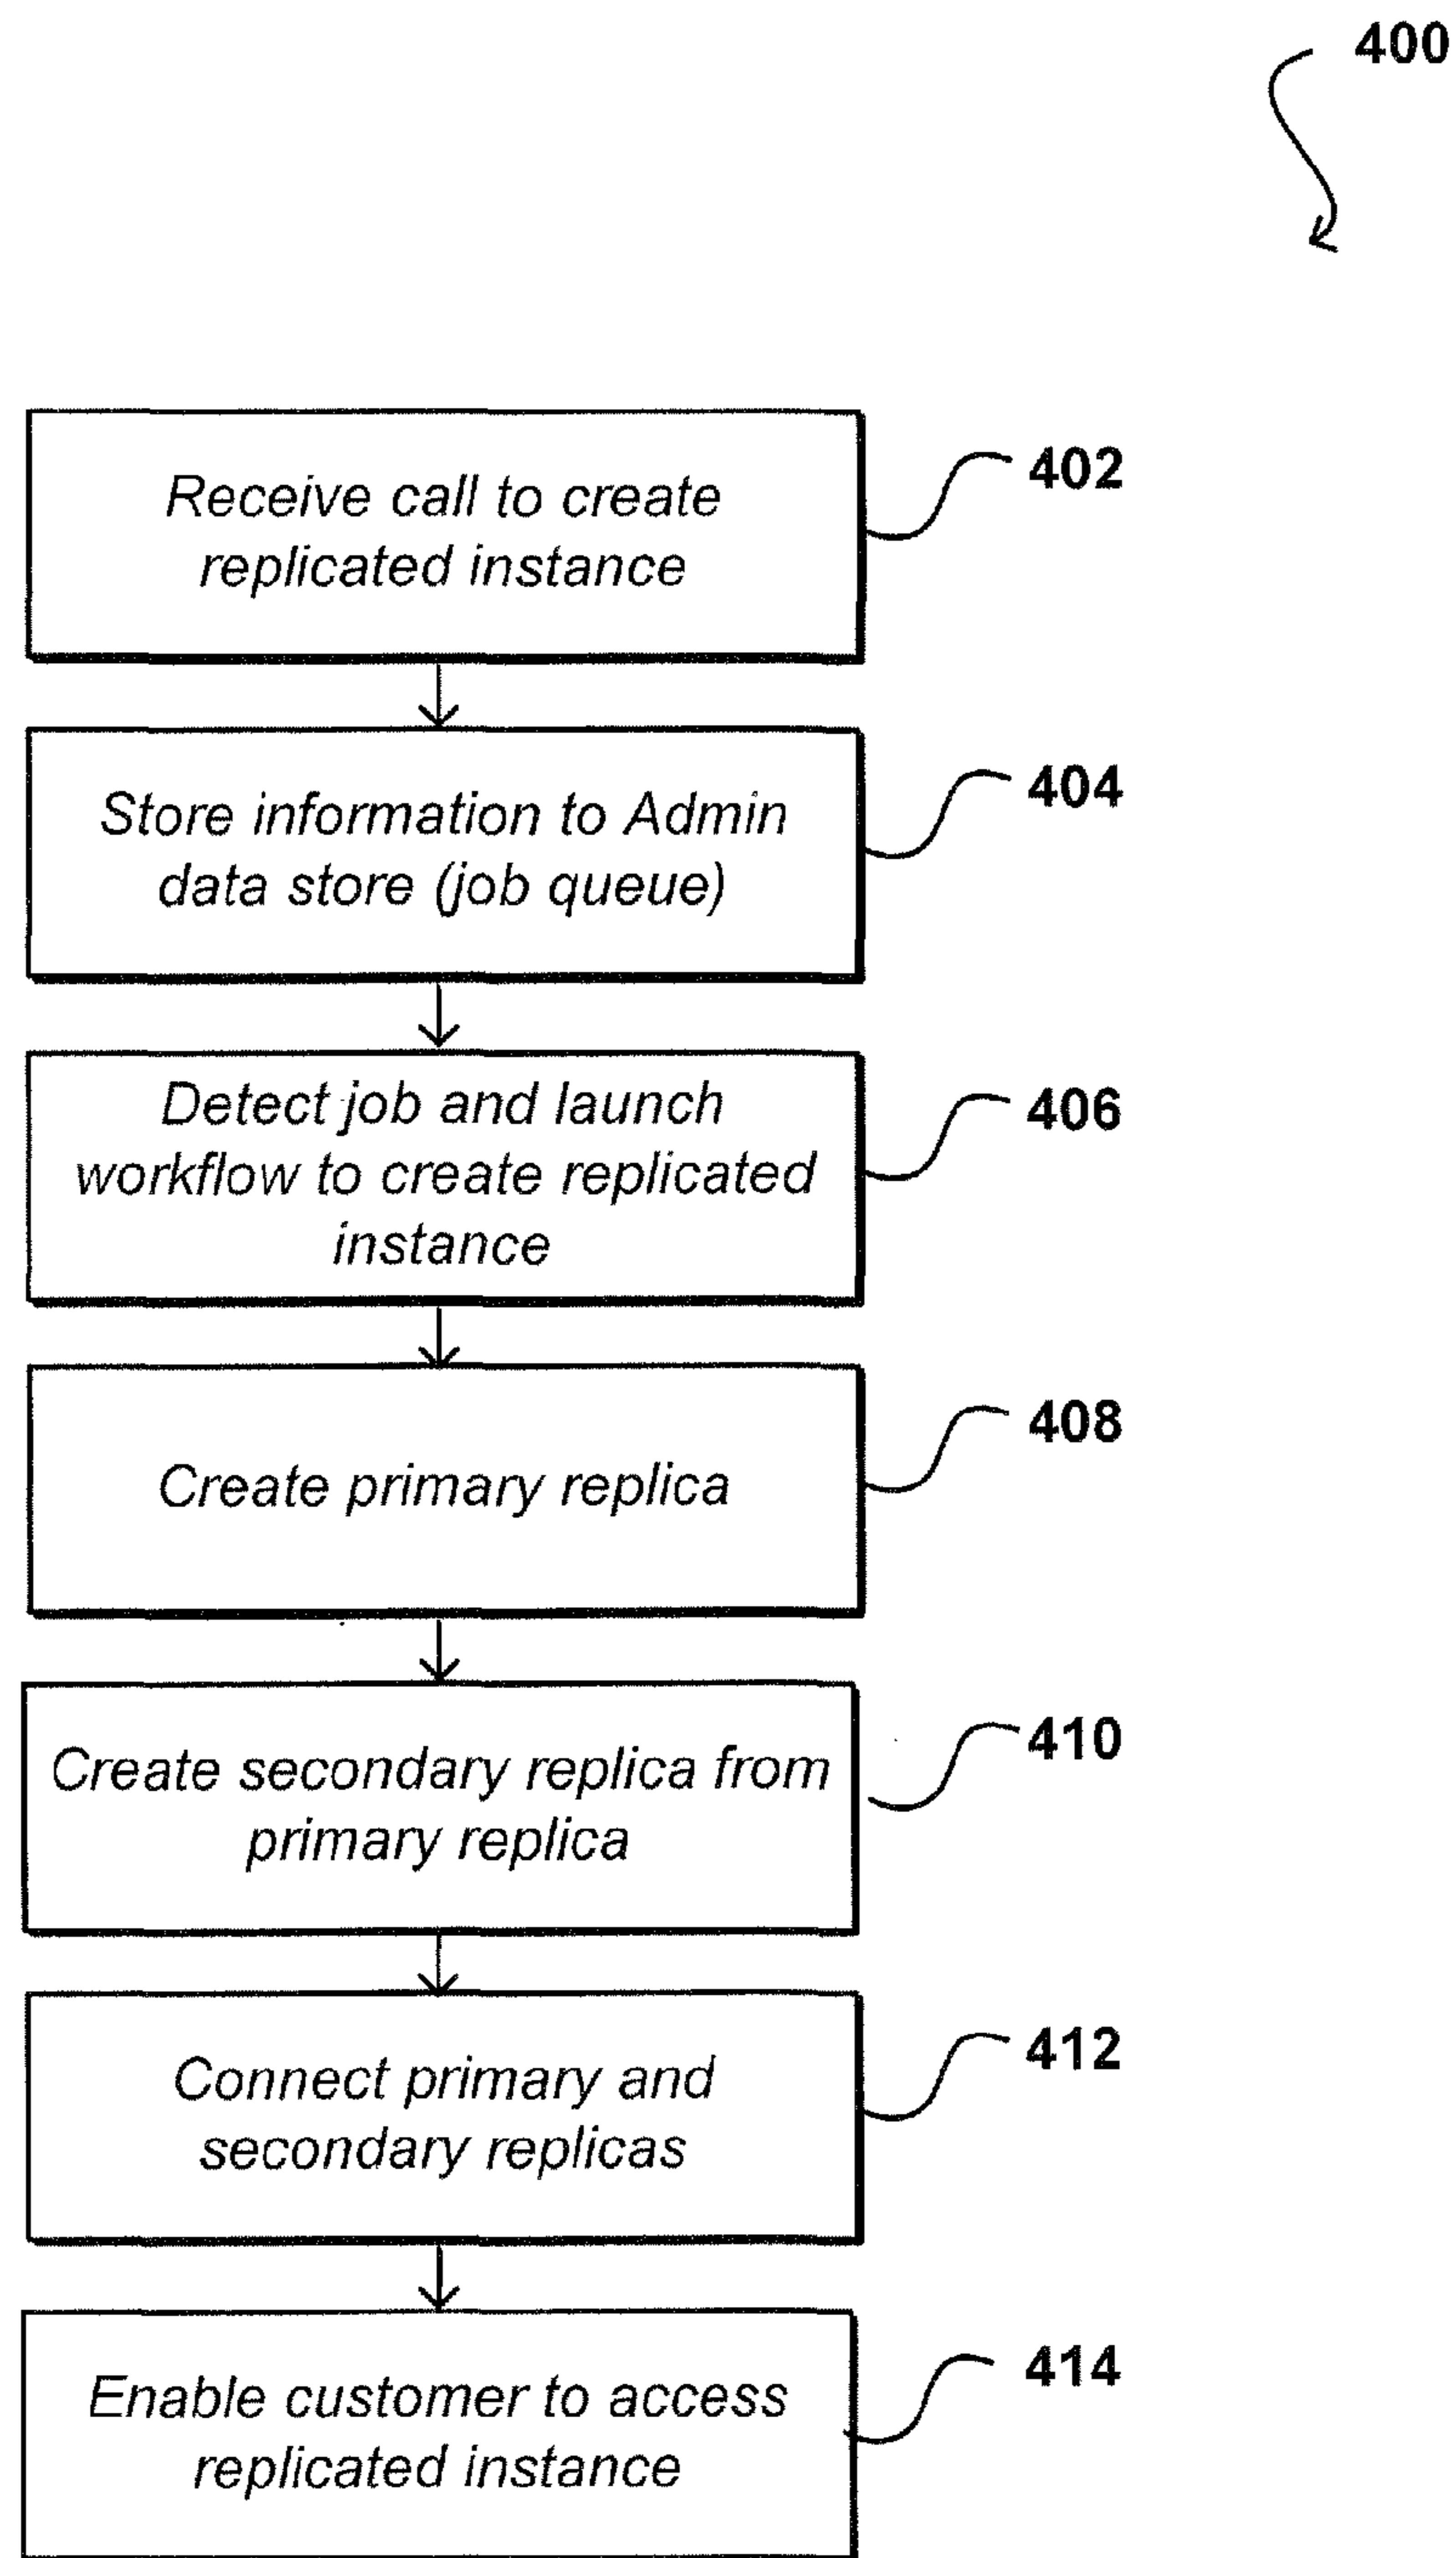 400
Receive call to create
replicated instance
402
Store information to Admin
data store (job queue)
404
Detect job and launch
workflow to create replicated
instance
406
Create primary replica
408
Create secondary replica from
primary replica
410
Connect primary and
secondary replicas
412
Enable customer to access
replicated instance
414